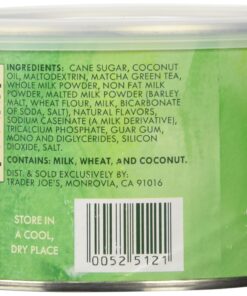 INGREDIENTS: CANE SUGAR, COCONUT
OIL, MALTODEXTRIN, MATCHA GREEN TEA,
WHOLE MILK POWDER, NON FAT MILK
POWDER, MALTED MILK POWDER (BARLEY
MALT, WHEAT FLOUR, MILK, BICARBONATE
OF SODA, SALT), NATURAL FLAVORS,
SODIUM CASEINATE (A MILK DERIVATIVE),
TRICALCIUM PHOSPHATE, GUAR GUM,
MONO AND DIGLYCERIDES, SILICON
DIOXIDE, SALT.
CONTAINS: MILK, WHEAT, AND COCONUT.
DIST. & SOLD EXCLUSIVELY BY:
TRADER JOE'S, MONROVIA, CA 91016
STORE IN
A COOL,
DRY PLACE
0052 5121